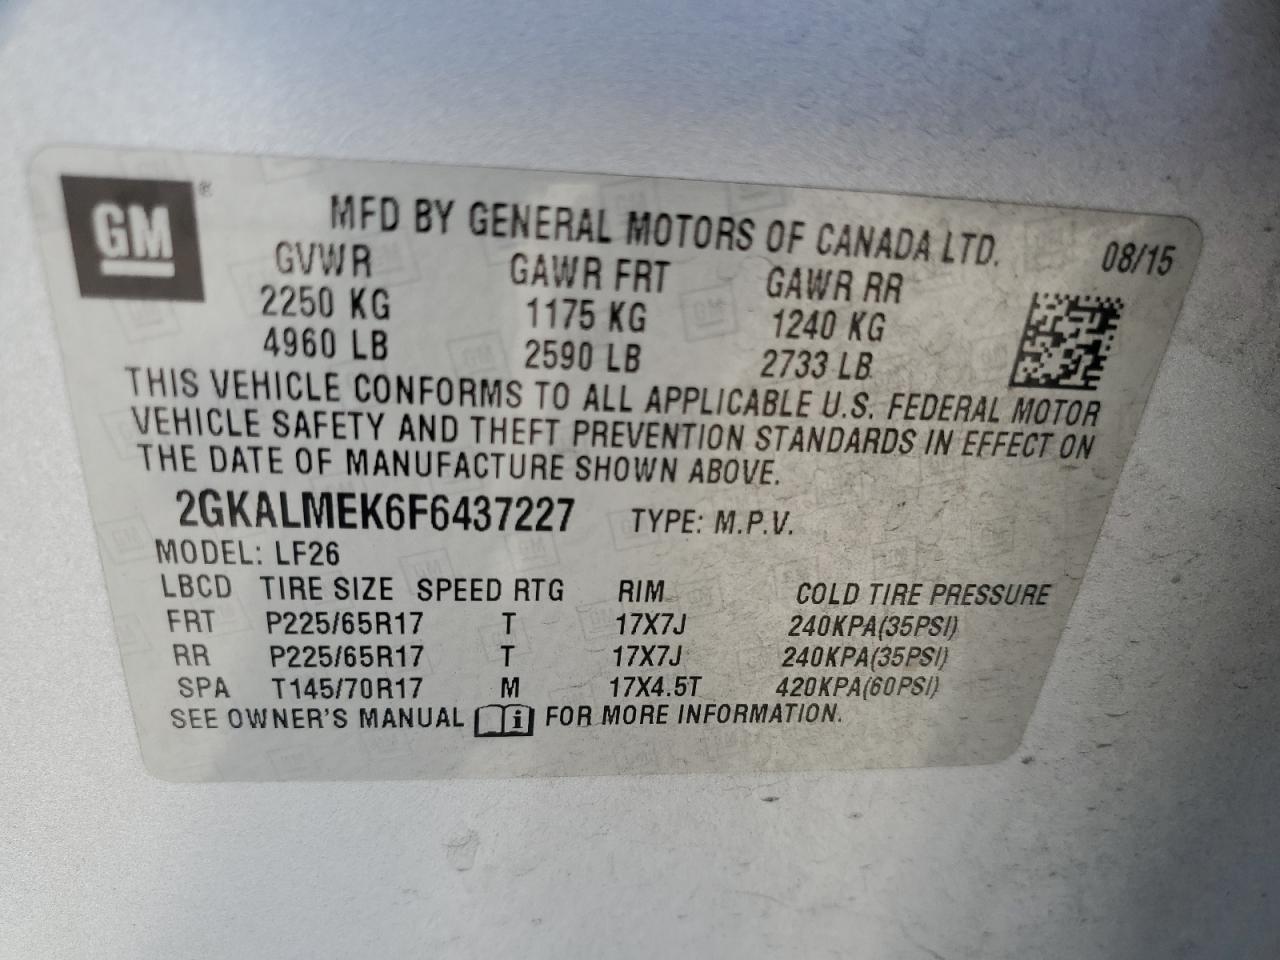 GM ®
MFD BY GENERAL MOTORS OF CANADA LTD. 08/15
GVWR GAWR FRT GAWR RR
2250 KG 1175 KG 1240 KG
4960 LB 2590 LB 2733 LB
THIS VEHICLE CONFORMS TO ALL APPLICABLE U.S. FEDERAL MOTOR
VEHICLE SAFETY AND THEFT PREVENTION STANDARDS IN EFFECT ON
THE DATE OF MANUFACTURE SHOWN ABOVE.
2GKALMEK6F6437227 TYPE: M.P.V.
MODEL: LF26
LBCD TIRE SIZE SPEED RTG RIM COLD TIRE PRESSURE
FRT P225/65R17 T 17X7J 240KPA(35PSI)
RR P225/65R17 T 17X7J 240KPA(35PSI)
SPA T145/70R17 M 17X4.5T 420KPA(60PSI)
SEE OWNER'S MANUAL i FOR MORE INFORMATION.